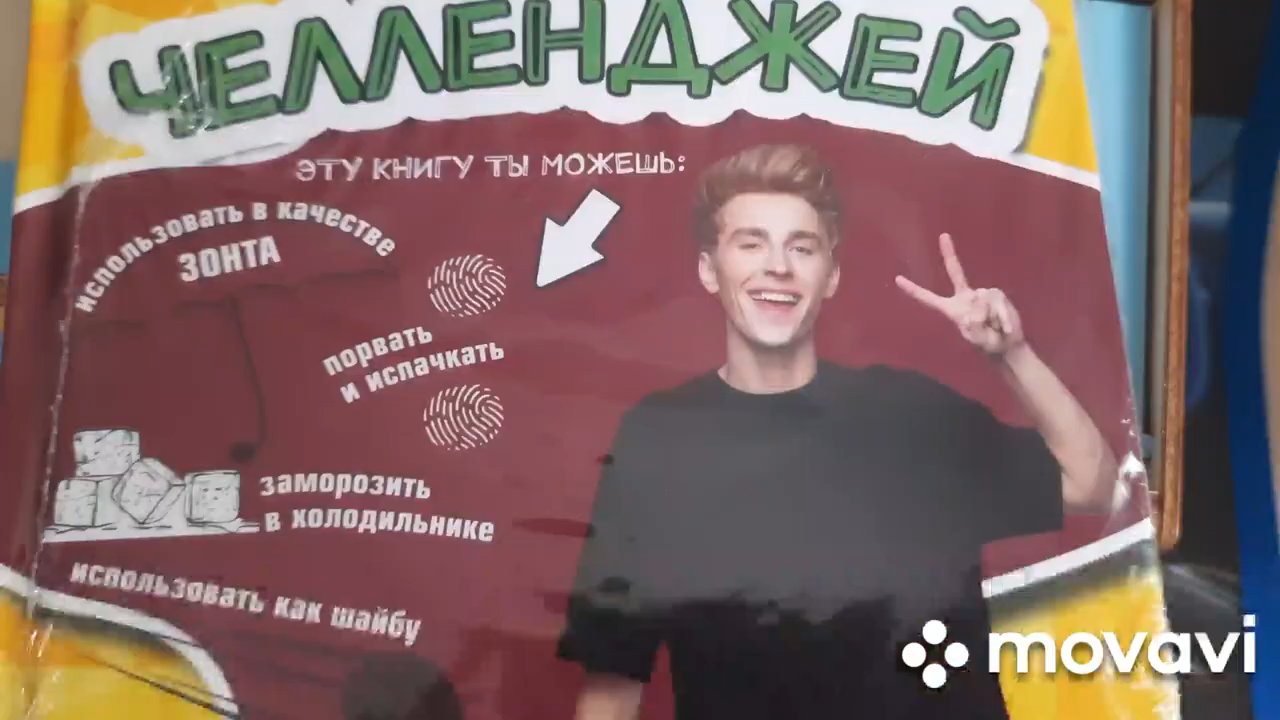 ЧЕЛЛЕНДЖЕЙ
ЭТУ КНИГУ ТЫ МОЖЕШЬ:
использовать в качестве
ЗОНТА
порвать
и испачкать
заморозить
в холодильнике
использовать как шайбу
movavi